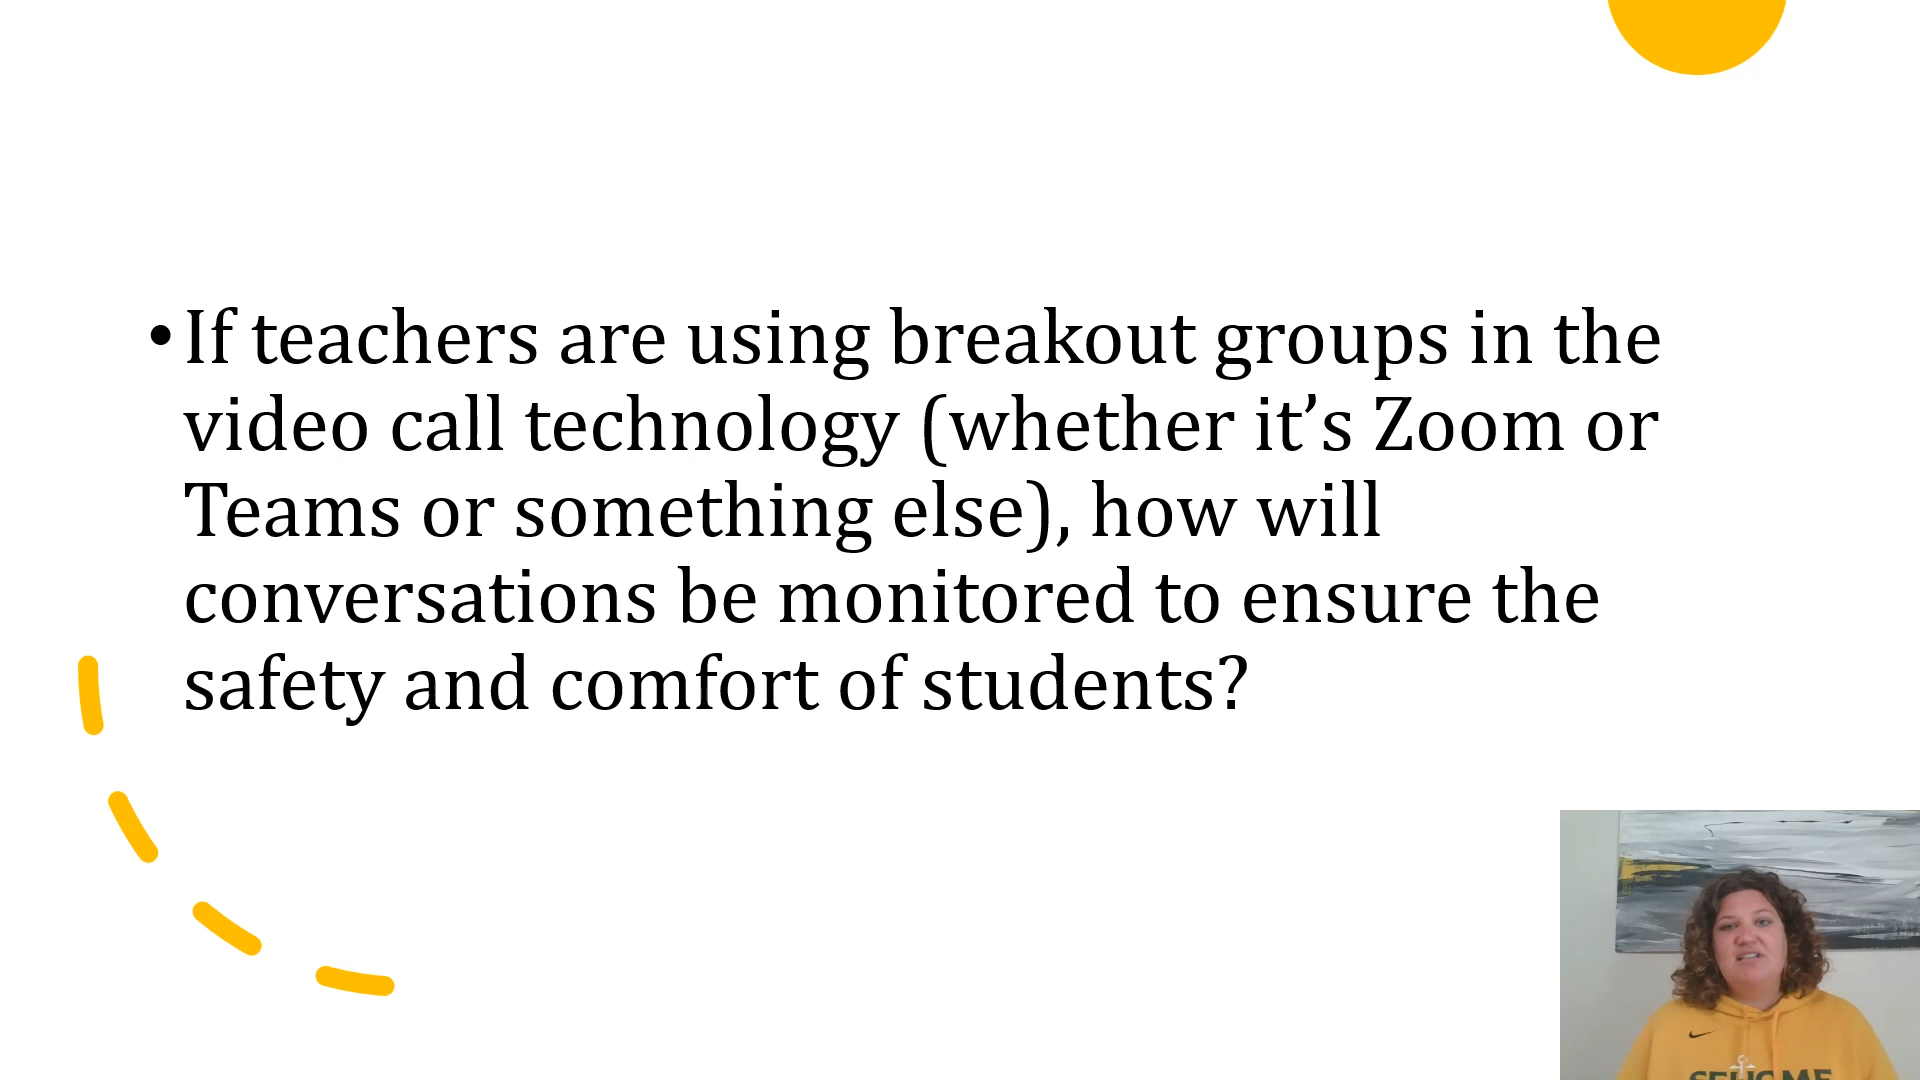 • If teachers are using breakout groups in the
video call technology (whether it’s Zoom or
Teams or something else), how will
conversations be monitored to ensure the
safety and comfort of students?